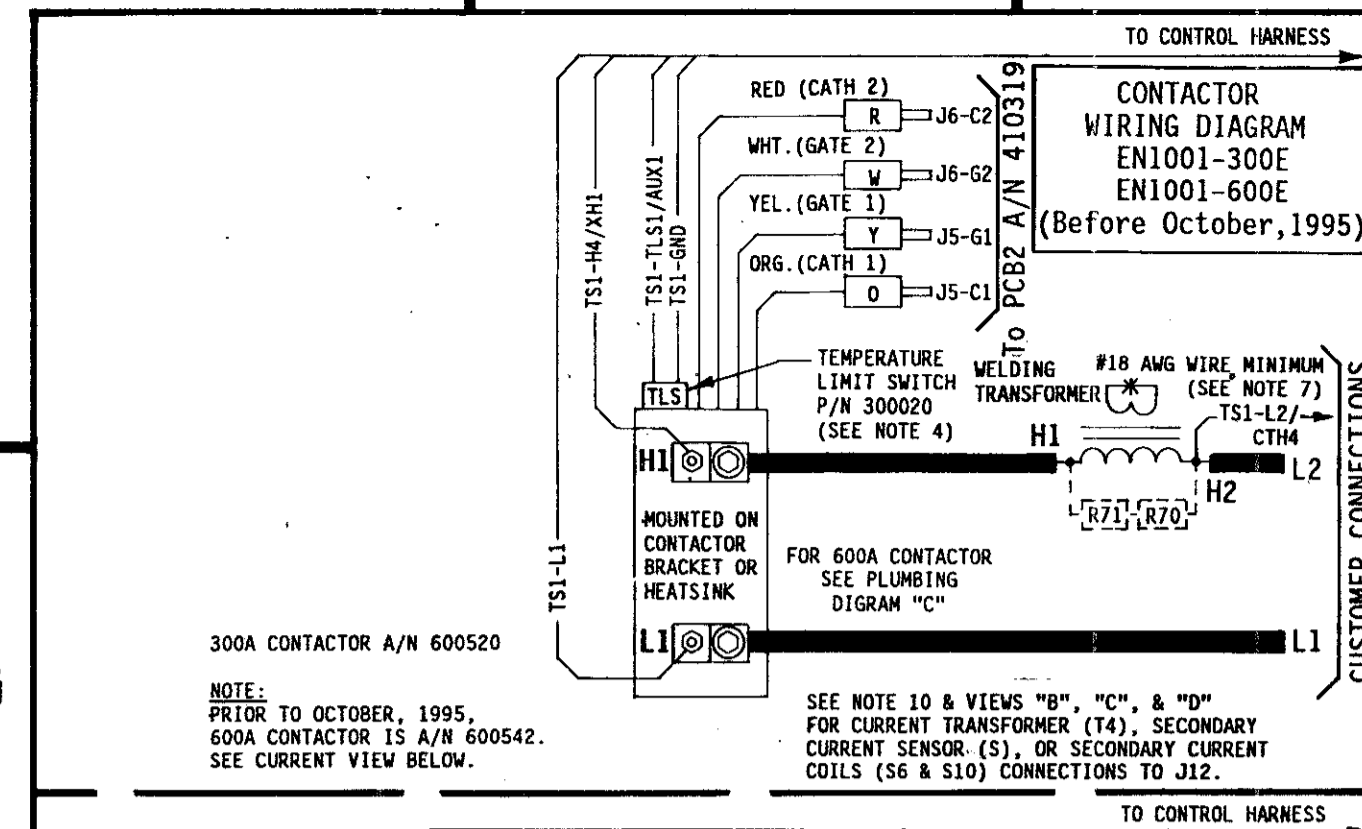 TO CONTROL HARNESS
CONTACTOR
WIRING DIAGRAM
EN1001-300E
EN1001-600E
(Before October,1995)
RED (CATH 2)
R
J6-C2
WHT.(GATE 2)
W
J6-G2
YEL.(GATE 1)
Y
J5-G1
ORG.(CATH 1)
O
J5-C1
To PCB2 A/N 410319
TS1-H4/XH1
TS1-TLS1/AUX1
TS1-GND
TS1-L1
TLS
TEMPERATURE
LIMIT SWITCH
P/N 300020
(SEE NOTE 4)
WELDING
TRANSFORMER
#18 AWG WIRE MINIMUM
(SEE NOTE 7)
TS1-L2/
CTH4
H1
H1
L2
H2
R71
R70
MOUNTED ON
CONTACTOR
BRACKET OR
HEATSINK
FOR 600A CONTACTOR
SEE PLUMBING
DIGRAM "C"
L1
L1
CUSTOMER CONNECTIONS
300A CONTACTOR A/N 600520
NOTE:
PRIOR TO OCTOBER, 1995,
600A CONTACTOR IS A/N 600542.
SEE CURRENT VIEW BELOW.
SEE NOTE 10 & VIEWS "B", "C", & "D"
FOR CURRENT TRANSFORMER (T4), SECONDARY
CURRENT SENSOR (S), OR SECONDARY CURRENT
COILS (S6 & S10) CONNECTIONS TO J12.
TO CONTROL HARNESS